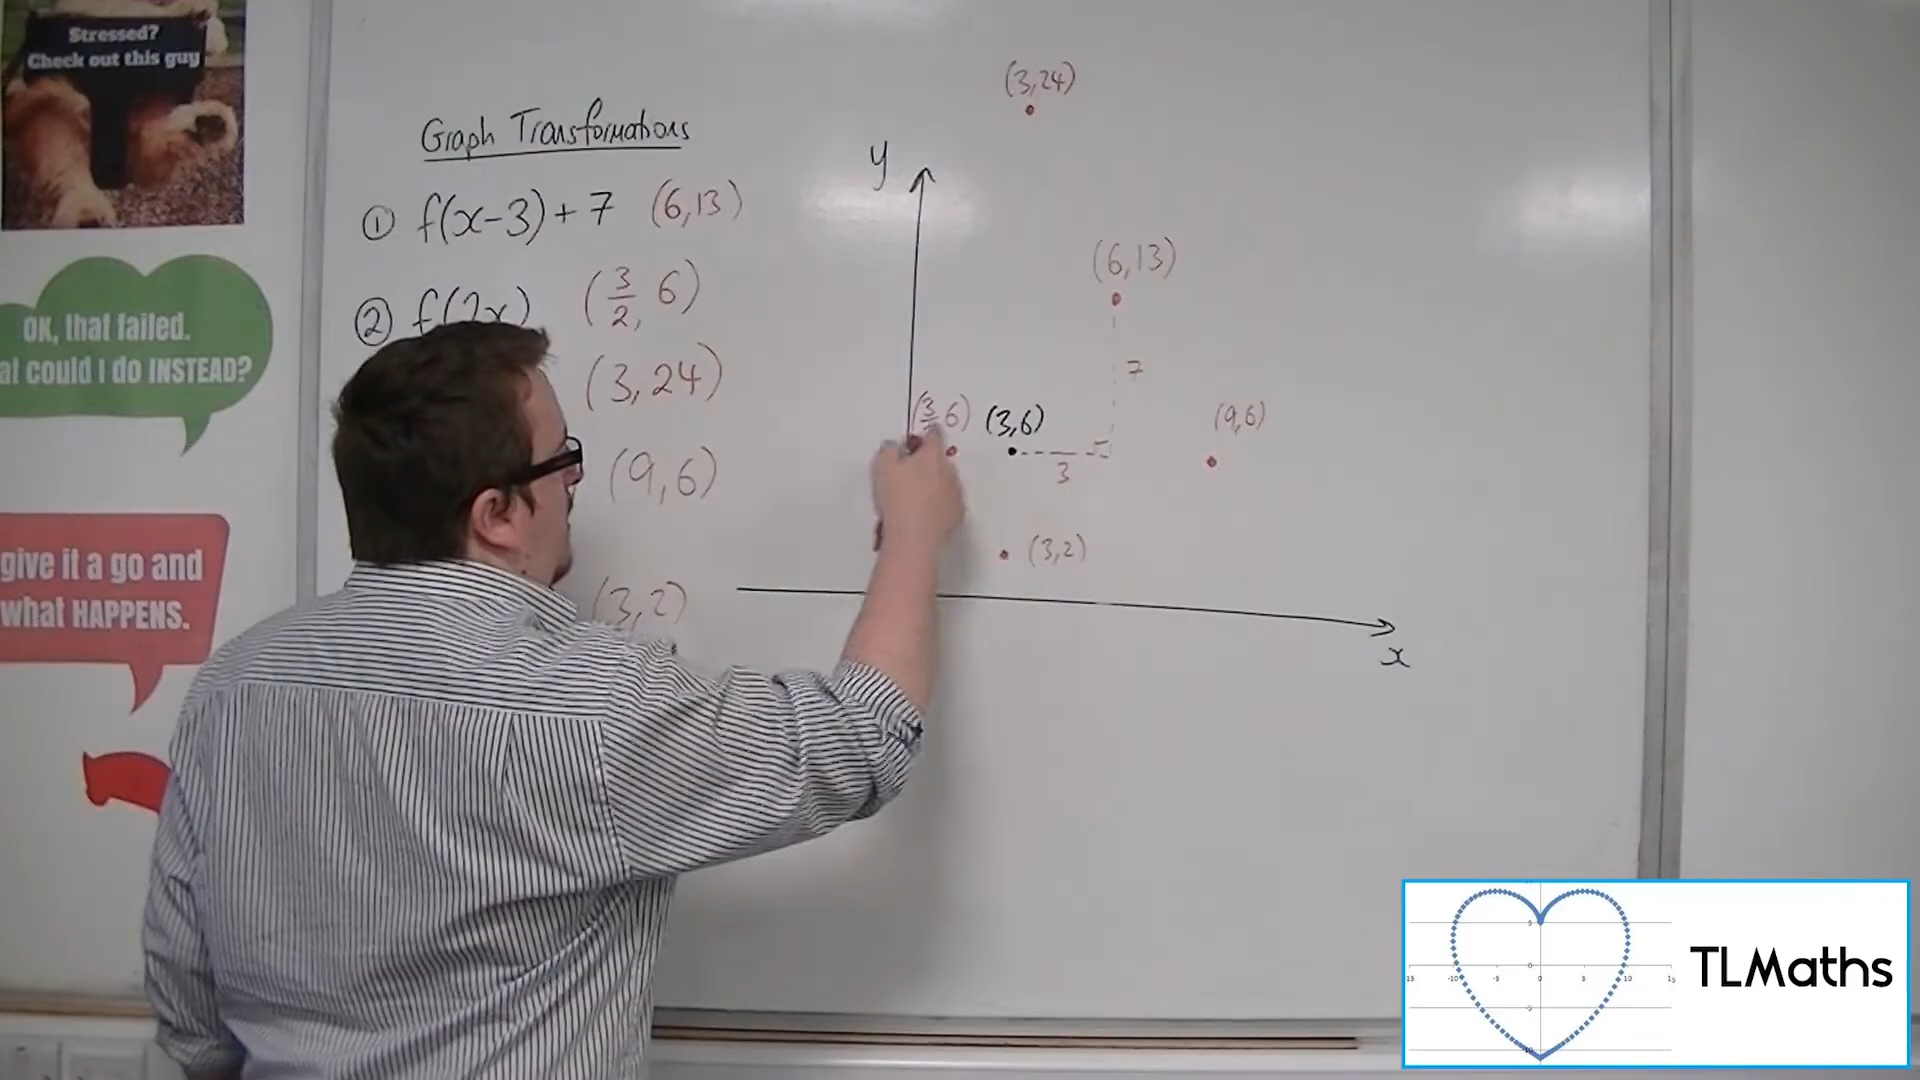 Stressed?
Check out this guy
OK, that failed.
at could I do INSTEAD?
give it a go and
what HAPPENS.
Graph Transformations
① f(x-3)+7 (6,13)
② f(2x) (3/2, 6)
(3,24)
(9,6)
(3,2)
y
(3,24)
(6,13)
7
(3/2, 6)
(3,6)
3
(9,6)
(3,2)
x
TLMaths